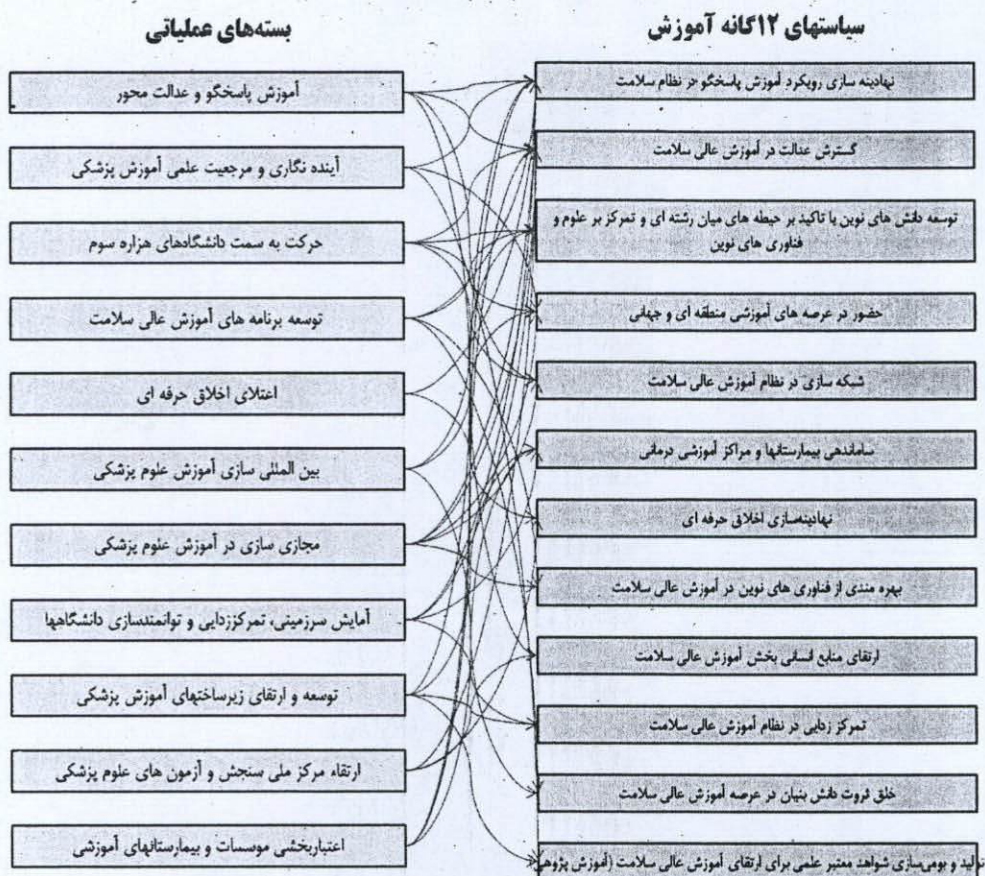 سیاستهای ۱۲گانه آموزش
نهادینه سازی رویکرد آموزش پاسخگو در نظام سلامت
گسترش عدالت در آموزش عالی سلامت
توسعه دانش های نوین با تاکید بر حیطه های میان رشته ای و تمرکز بر علوم و
فناوری های نوین
حضور در عرصه های آموزشی منطقه ای و جهانی
شبکه سازی در نظام آموزش عالی سلامت
ساماندهی بیمارستانها و مراکز آموزشی درمانی
نهادینه‌سازی اخلاق حرفه ای
بهره مندی از فناوری های نوین در آموزش عالی سلامت
ارتقای منابع انسانی بخش آموزش عالی سلامت
تمرکز زدایی در نظام آموزش عالی سلامت
خلق ثروت دانش بنیان در عرصه آموزش عالی سلامت
تولید و بومی‌سازی شواهد معتبر علمی برای ارتقای آموزش عالی سلامت (آموزش پژوهی
بسته‌های عملیاتی
آموزش پاسخگو و عدالت محور
آینده نگاری و مرجعیت علمی آموزش پزشکی
حرکت به سمت دانشگاههای هزاره سوم
توسعه برنامه های آموزش عالی سلامت
اعتلای اخلاق حرفه ای
بین المللی سازی آموزش علوم پزشکی
مجازی سازی در آموزش علوم پزشکی
آمایش سرزمینی، تمرکززدایی و توانمندسازی دانشگاهها
توسعه و ارتقای زیرساختهای آموزش پزشکی
ارتقاء مرکز ملی سنجش و آزمون های علوم پزشکی
اعتباربخشی موسسات و بیمارستانهای آموزشی